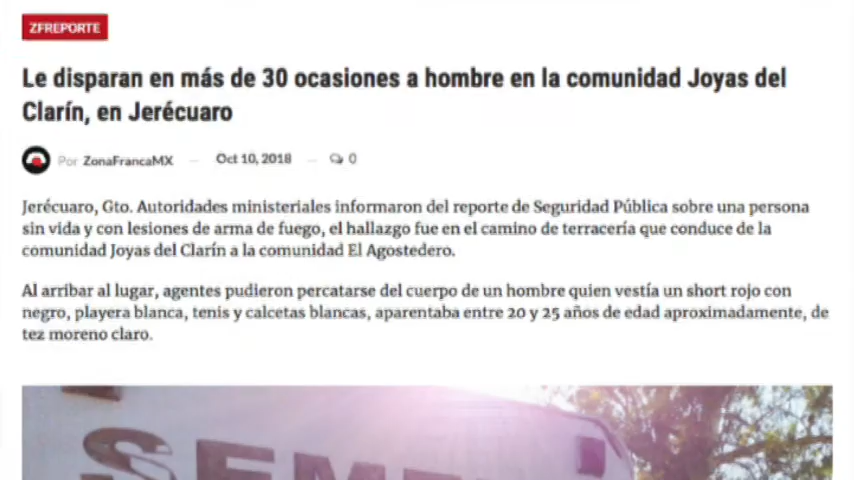 ZFREPORTE
Le disparan en más de 30 ocasiones a hombre en la comunidad Joyas del
Clarín, en Jerécuaro
Por ZonaFrancaMX — Oct 10, 2018 — 0
Jerécuaro, Gto. Autoridades ministeriales informaron del reporte de Seguridad Pública sobre una persona
sin vida y con lesiones de arma de fuego, el hallazgo fue en el camino de terracería que conduce de la
comunidad Joyas del Clarín a la comunidad El Agostedero.
Al arribar al lugar, agentes pudieron percatarse del cuerpo de un hombre quien vestía un short rojo con
negro, playera blanca, tenis y calcetas blancas, aparentaba entre 20 y 25 años de edad aproximadamente, de
tez moreno claro.